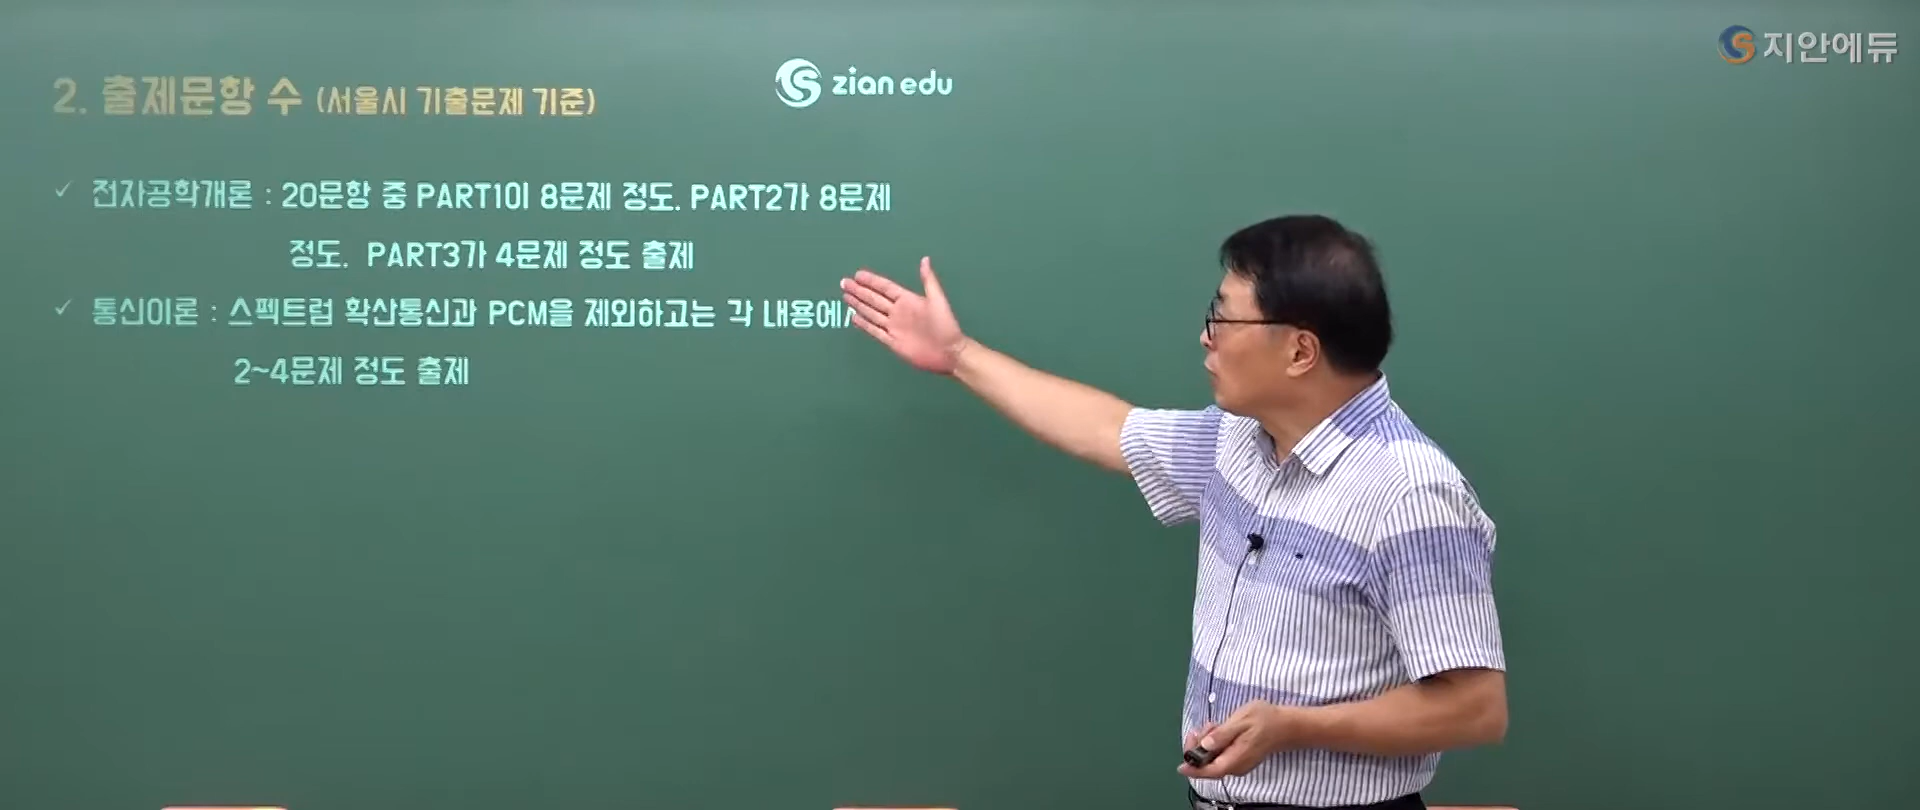 지안에듀
zian edu
2. 출제문항 수 (서울시 기출문제 기준)
✓ 전자공학개론 : 20문항 중 PART1이 8문제 정도. PART2가 8문제
정도. PART3가 4문제 정도 출제
✓ 통신이론 : 스펙트럼 확산통신과 PCM을 제외하고는 각 내용에서
2~4문제 정도 출제